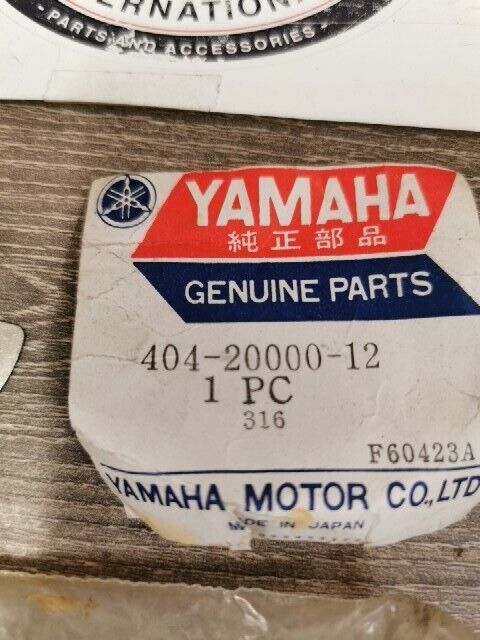 INTERNATIONAL
- PARTS AND ACCESSORIES -
YAMAHA
純正部品
GENUINE PARTS
404-20000-12
1 PC
316
F60423A
YAMAHA MOTOR CO.,LTD
MADE IN JAPAN